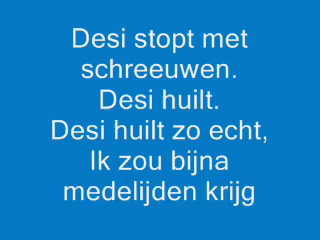 Desi stopt met
schreeuwen.
Desi huilt.
Desi huilt zo echt,
Ik zou bijna
medelijden krijg